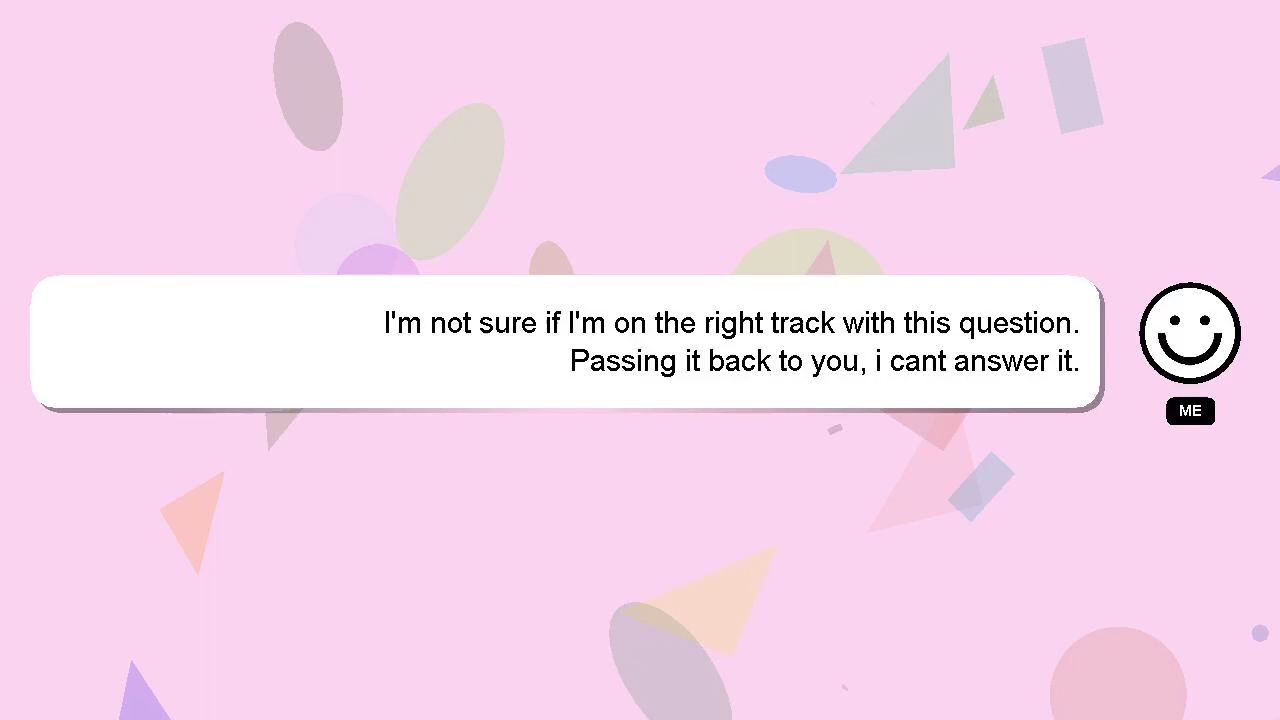 I'm not sure if I'm on the right track with this question.
Passing it back to you, i cant answer it.
ME